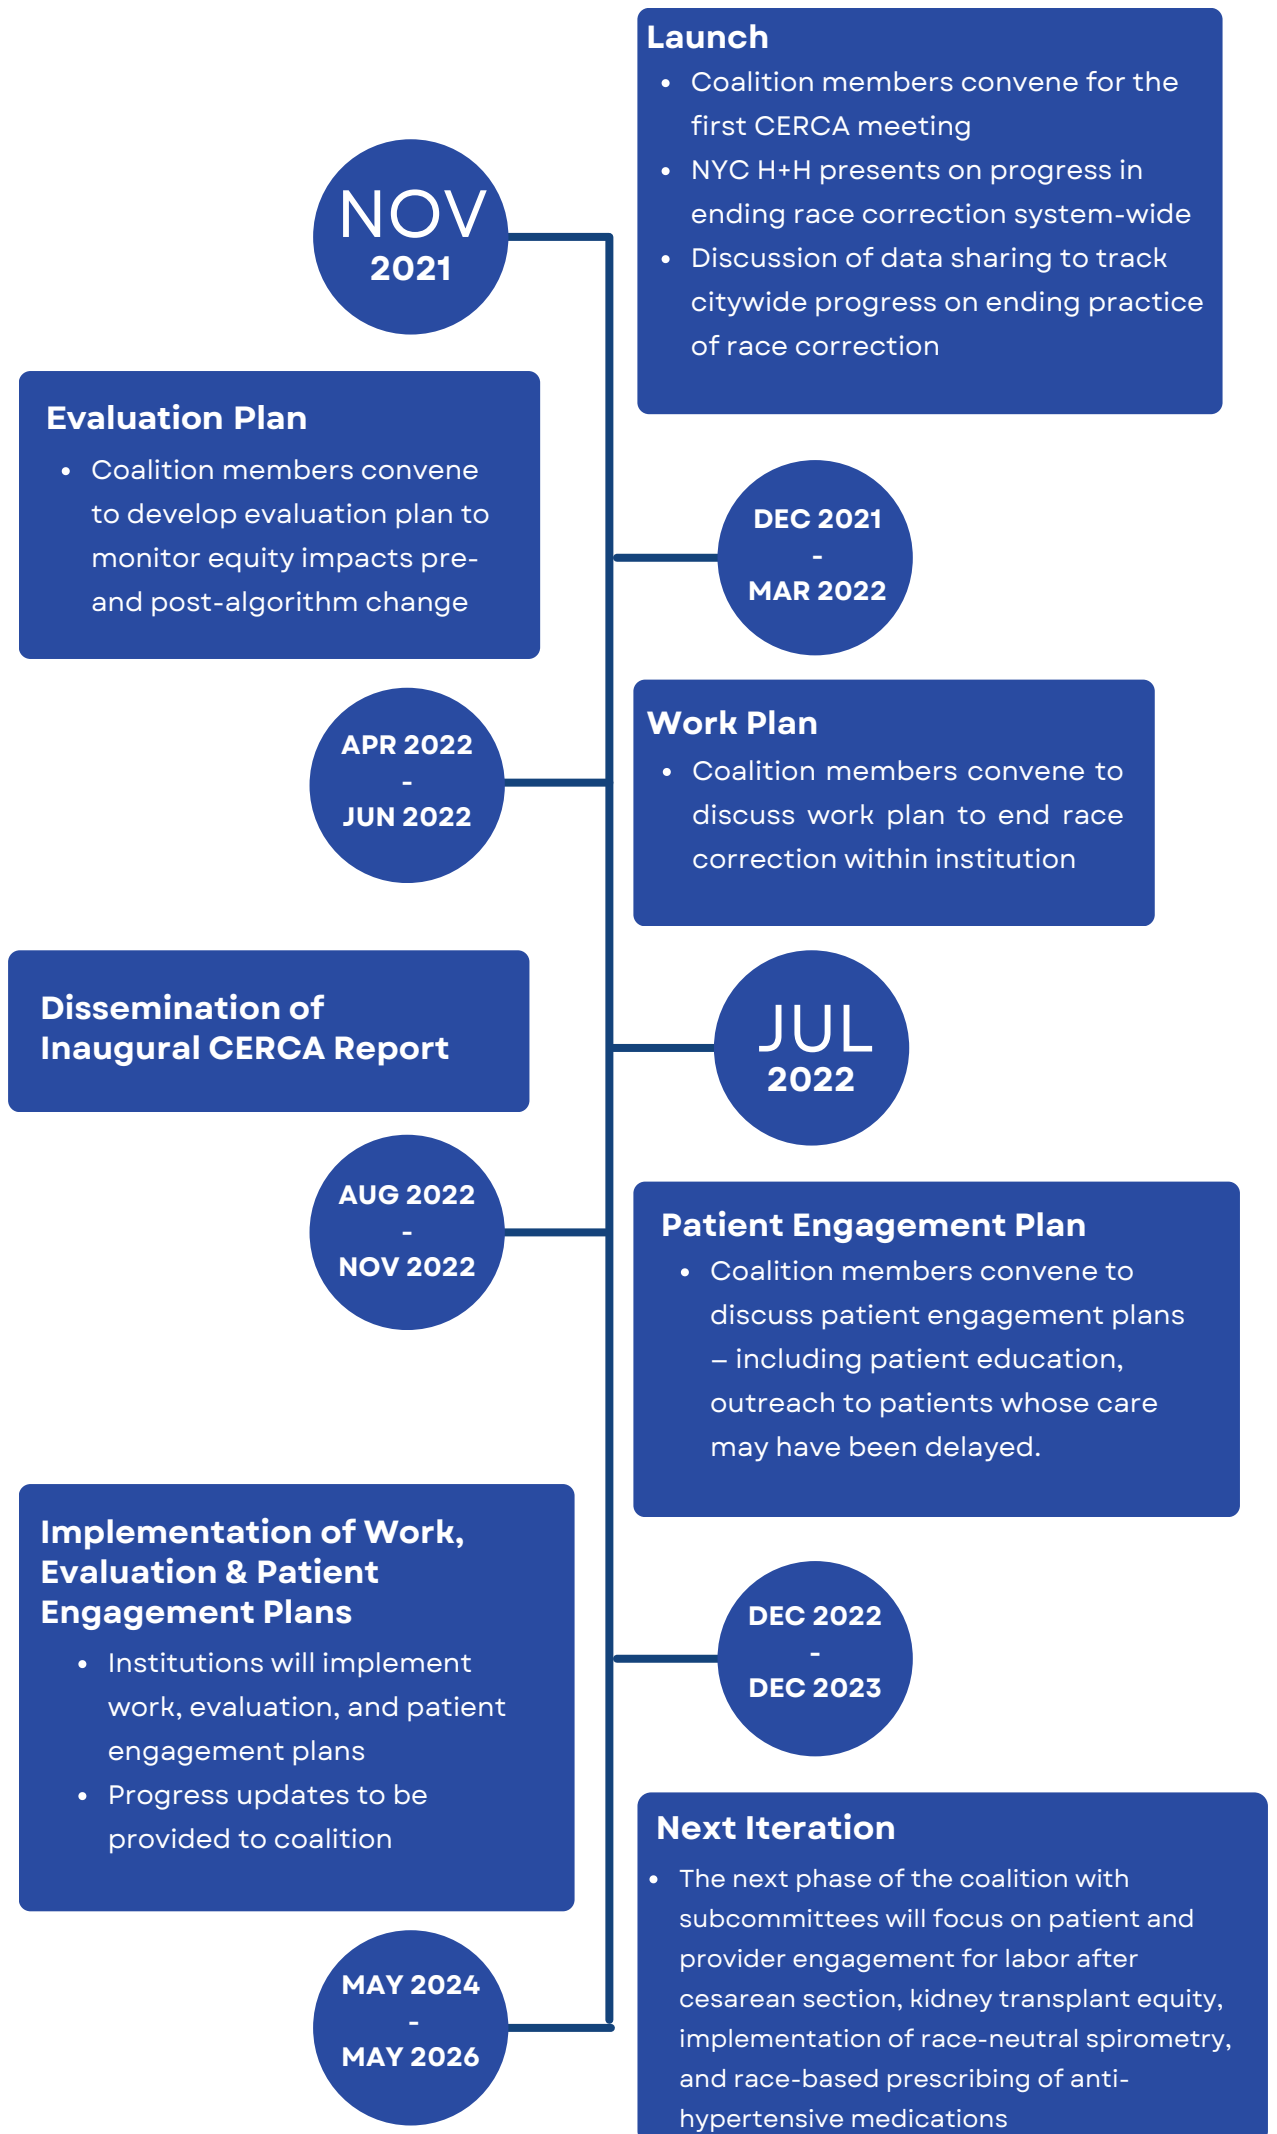 NOV
2021
Launch
Coalition members convene for the
first CERCA meeting
NYC H+H presents on progress in
ending race correction system-wide
Discussion of data sharing to track
citywide progress on ending practice
of race correction
DEC 2021
-
MAR 2022
Evaluation Plan
Coalition members convene
to develop evaluation plan to
monitor equity impacts pre-
and post-algorithm change
APR 2022
-
JUN 2022
Work Plan
Coalition members convene to
discuss work plan to end race
correction within institution
JUL
2022
Dissemination of
Inaugural CERCA Report
AUG 2022
-
NOV 2022
Patient Engagement Plan
Coalition members convene to
discuss patient engagement plans
– including patient education,
outreach to patients whose care
may have been delayed.
DEC 2022
-
DEC 2023
Implementation of Work,
Evaluation & Patient
Engagement Plans
Institutions will implement
work, evaluation, and patient
engagement plans
Progress updates to be
provided to coalition
MAY 2024
-
MAY 2026
Next Iteration
The next phase of the coalition with
subcommittees will focus on patient and
provider engagement for labor after
cesarean section, kidney transplant equity,
implementation of race-neutral spirometry,
and race-based prescribing of anti-
hypertensive medications